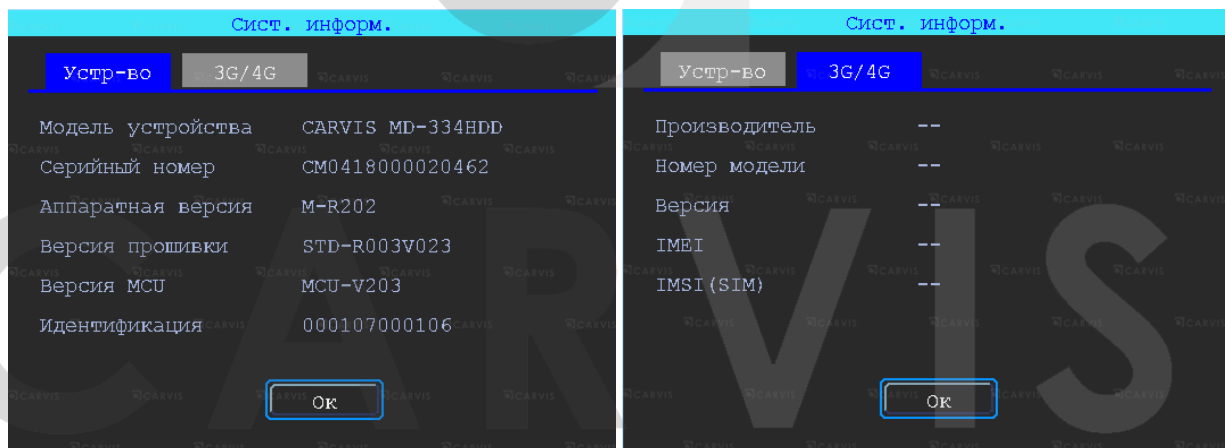 Сист. информ.
Устр-во 3G/4G
Модель устройства CARVIS MD-334HDD
Серийный номер CM0418000020462
Аппаратная версия M-R202
Версия прошивки STD-R003V023
Версия MCU MCU-V203
Идентификация 000107000106
Ок
Сист. информ.
Устр-во 3G/4G
Производитель --
Номер модели --
Версия --
IMEI --
IMSI(SIM) --
Ок
CARVIS